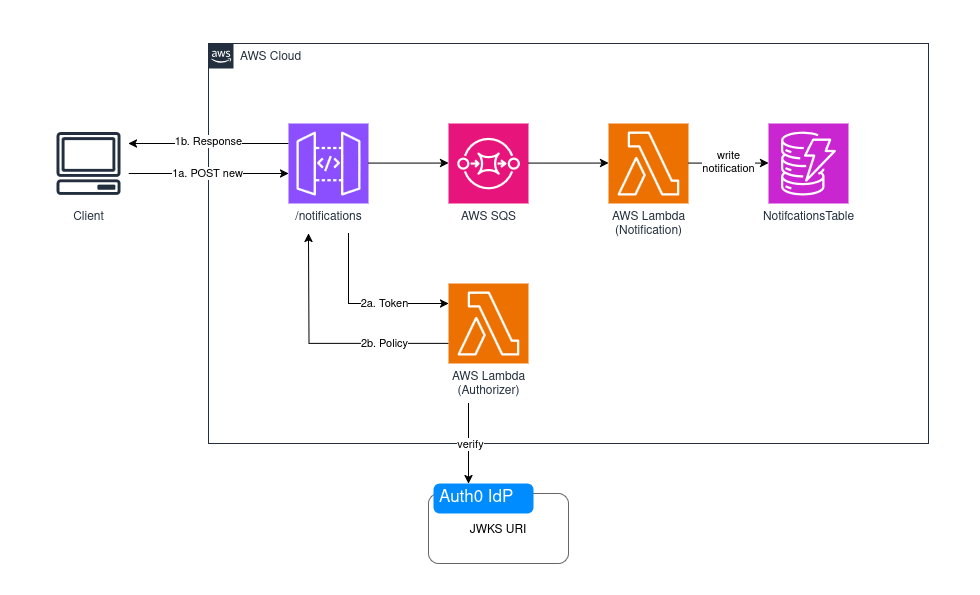 aws
AWS Cloud
1b. Response
1a. POST new
</>
write
notification
Client
/notifications
AWS SQS
AWS Lambda
(Notification)
NotifcationsTable
2a. Token
2b. Policy
AWS Lambda
(Authorizer)
verify
Auth0 IdP
JWKS URI